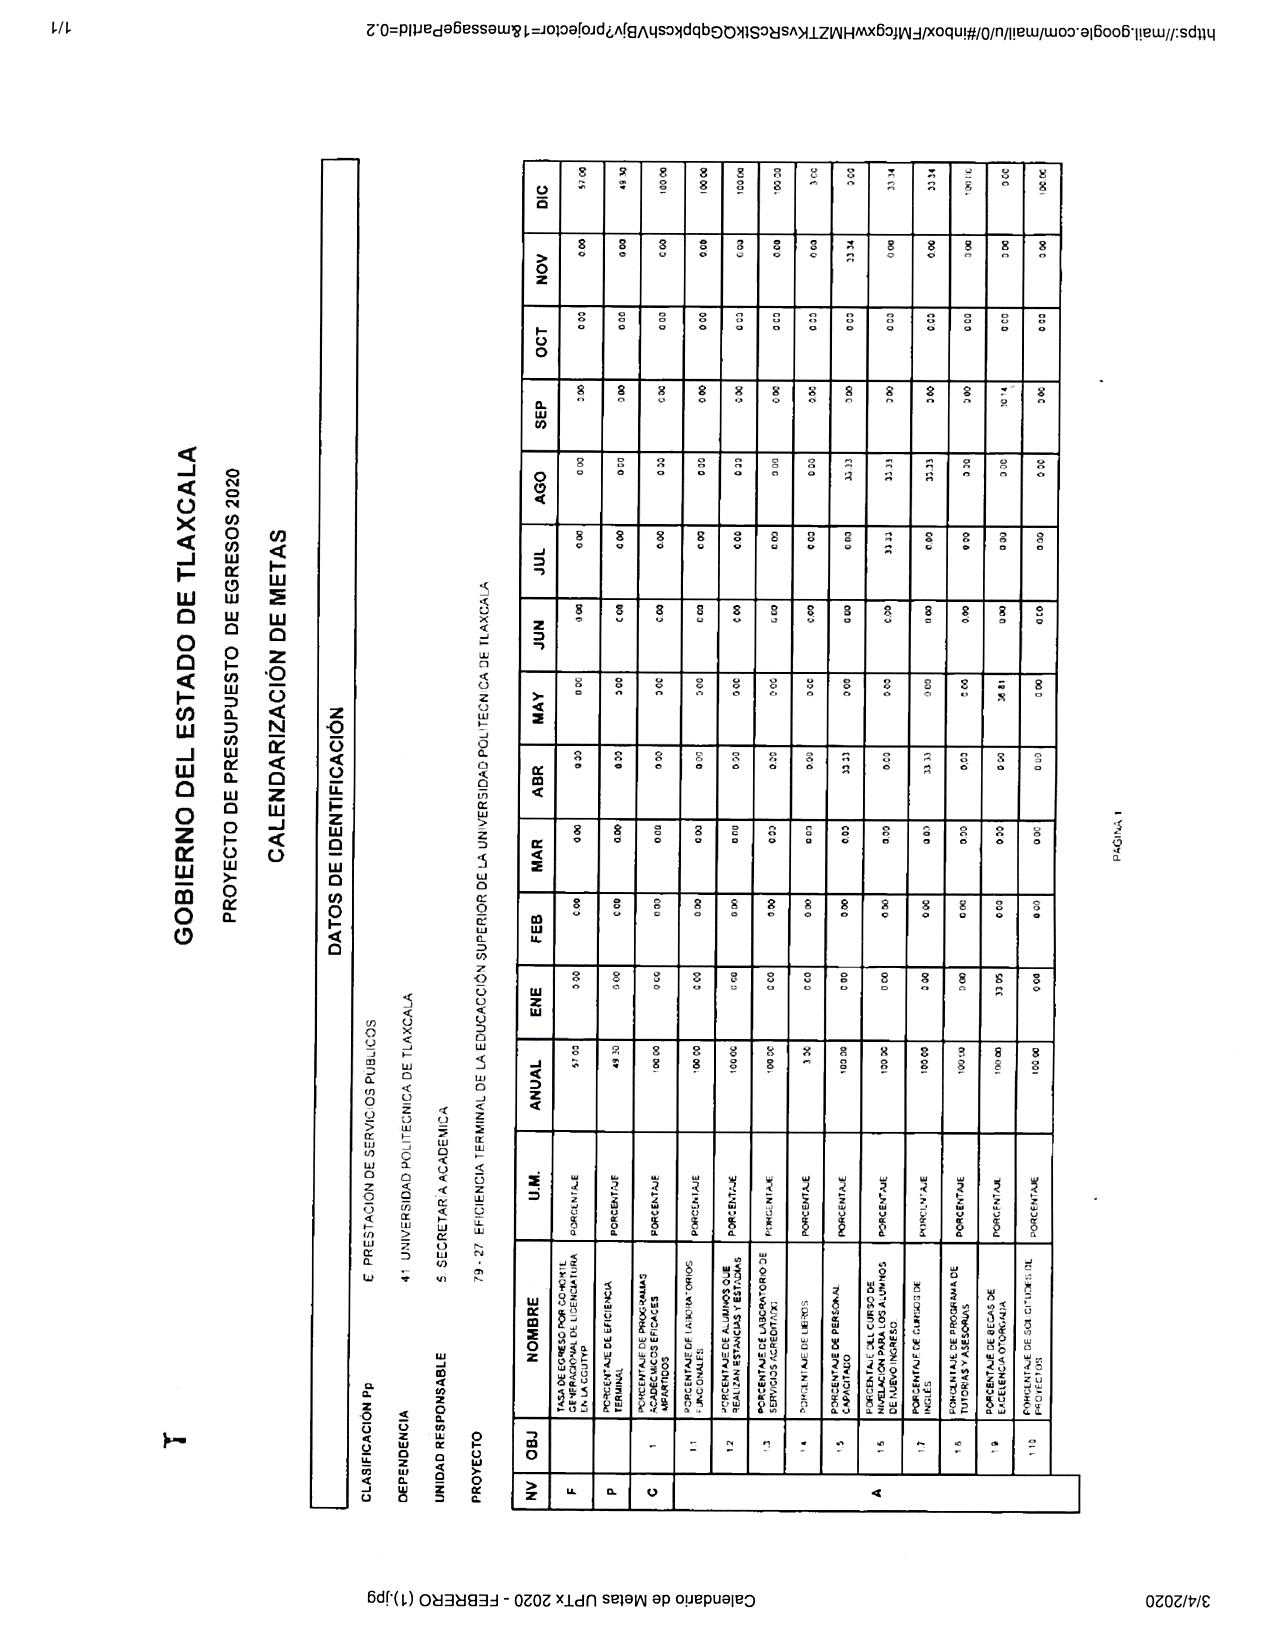 3/4/2020
Calendario de Metas UPTx 2020 - FEBRERO (1).jpg
GOBIERNO DEL ESTADO DE TLAXCALA
PROYECTO DE PRESUPUESTO DE EGRESOS 2020
CALENDARIZACIÓN DE METAS
DATOS DE IDENTIFICACIÓN
CLASIFICACIÓN Pp E PRESTACIÓN DE SERVICIOS PÚBLICOS
DEPENDENCIA 41 UNIVERSIDAD POLITECNICA DE TLAXCALA
UNIDAD RESPONSABLE 5 SECRETARÍA ACADEMICA
PROYECTO 79 - 27 EFICIENCIA TERMINAL DE LA EDUCACCIÓN SUPERIOR DE LA UNIVERSIDAD POLITECNICA DE TLAXCALA
NV OBJ NOMBRE U.M. ANUAL ENE FEB MAR ABR MAY JUN JUL AGO SEP OCT NOV DIC
F TASA DE EGRESO POR COHORTE
GENERACIONAL DE LICENCIATURA
EN LA CGUTYP
PORCENTAJE 57.00 0.00 0.00 0.00 0.00 0.00 0.00 0.00 0.00 0.00 0.00 0.00 57.00
P PORCENTAJE DE EFICIENCIA
TERMINAL
PORCENTAJE 49.30 0.00 0.00 0.00 0.00 0.00 0.00 0.00 0.00 0.00 0.00 0.00 49.30
C 1 PORCENTAJE DE PROGRAMAS
ACADECMICOS EFICACES
IMPARTIDOS
PORCENTAJE 100.00 0.00 0.00 0.00 0.00 0.00 0.00 0.00 0.00 0.00 0.00 0.00 100.00
A
1.1 PORCENTAJE DE LABORATORIOS
FUNCIONALES
PORCENTAJE 100.00 0.00 0.00 0.00 0.00 0.00 0.00 0.00 0.00 0.00 0.00 0.00 100.00
1.2 PORCENTAJE DE ALUMNOS QUE
REALIZAN ESTANCIAS Y ESTADÍAS
PORCENTAJE 100.00 0.00 0.00 0.00 0.00 0.00 0.00 0.00 0.00 0.00 0.00 0.00 100.00
1.3 PORCENTAJE DE LABORATORIO DE
SERVICIOS ACREDITADO
PORCENTAJE 100.00 0.00 0.00 0.00 0.00 0.00 0.00 0.00 0.00 0.00 0.00 0.00 100.00
1.4 PORCENTAJE DE LIBROS
PORCENTAJE 3.00 0.00 0.00 0.00 0.00 0.00 0.00 0.00 0.00 0.00 0.00 0.00 3.00
1.5 PORCENTAJE DE PERSONAL
CAPACITADO
PORCENTAJE 100.00 0.00 0.00 0.00 33.33 0.00 0.00 0.00 33.33 0.00 0.00 33.34 0.00
1.6 PORCENTAJE DEL CURSO DE
NIVELACIÓN PARA LOS ALUMNOS
DE NUEVO INGRESO
PORCENTAJE 100.00 0.00 0.00 0.00 0.00 0.00 0.00 33.33 33.33 0.00 0.00 0.00 33.34
1.7 PORCENTAJE DE CURSOS DE
INGLÉS
PORCENTAJE 100.00 0.00 0.00 0.00 33.33 0.00 0.00 0.00 33.33 0.00 0.00 0.00 33.34
1.8 PORCENTAJE DE PROGRAMA DE
TUTORIAS Y ASESORIAS
PORCENTAJE 100.00 0.00 0.00 0.00 0.00 0.00 0.00 0.00 0.00 0.00 0.00 0.00 100.00
1.9 PORCENTAJE DE BECAS DE
EXCELENCIA OTORGADA
PORCENTAJE 100.00 33.05 0.00 0.00 0.00 36.81 0.00 0.00 0.00 30.14 0.00 0.00 0.00
1.10 PORCENTAJE DE SOLICITUDES DE
PROYECTOS
PORCENTAJE 100.00 0.00 0.00 0.00 0.00 0.00 0.00 0.00 0.00 0.00 0.00 0.00 100.00
PÁGINA 1
1/1